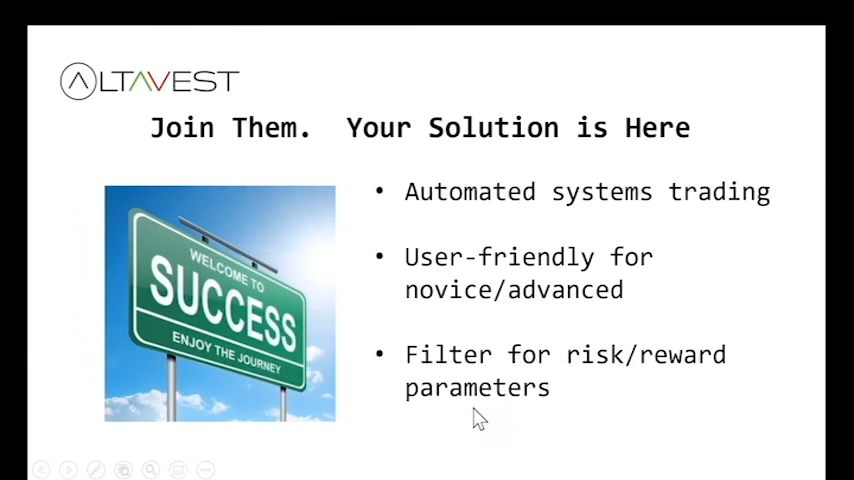 ALTAVEST
Join Them. Your Solution is Here
WELCOME TO
SUCCESS
ENJOY THE JOURNEY
• Automated systems trading
• User-friendly for
novice/advanced
• Filter for risk/reward
parameters